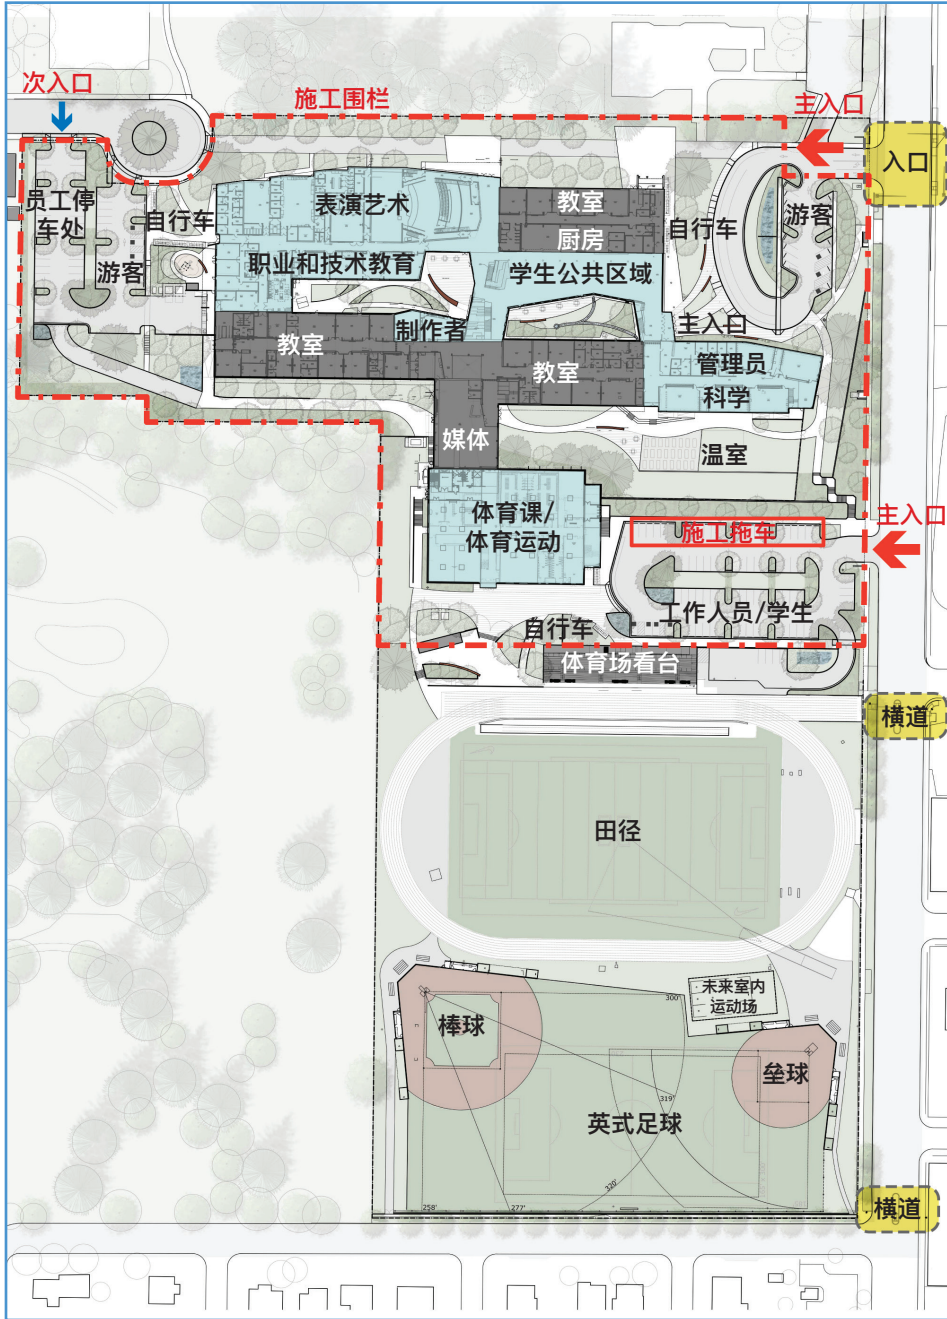 次入口
施工围栏
主入口
入口
员工停
车处
自行车
游客
表演艺术
教室
厨房
自行车
游客
职业和技术教育
学生公共区域
制作者
主入口
教室
教室
管理员
科学
媒体
温室
体育课/
体育运动
施工拖车
主入口
工作人员/学生
自行车
体育场看台
横道
田径
未来室内
运动场
300'
棒球
垒球
319'
英式足球
320'
258'
277'
横道